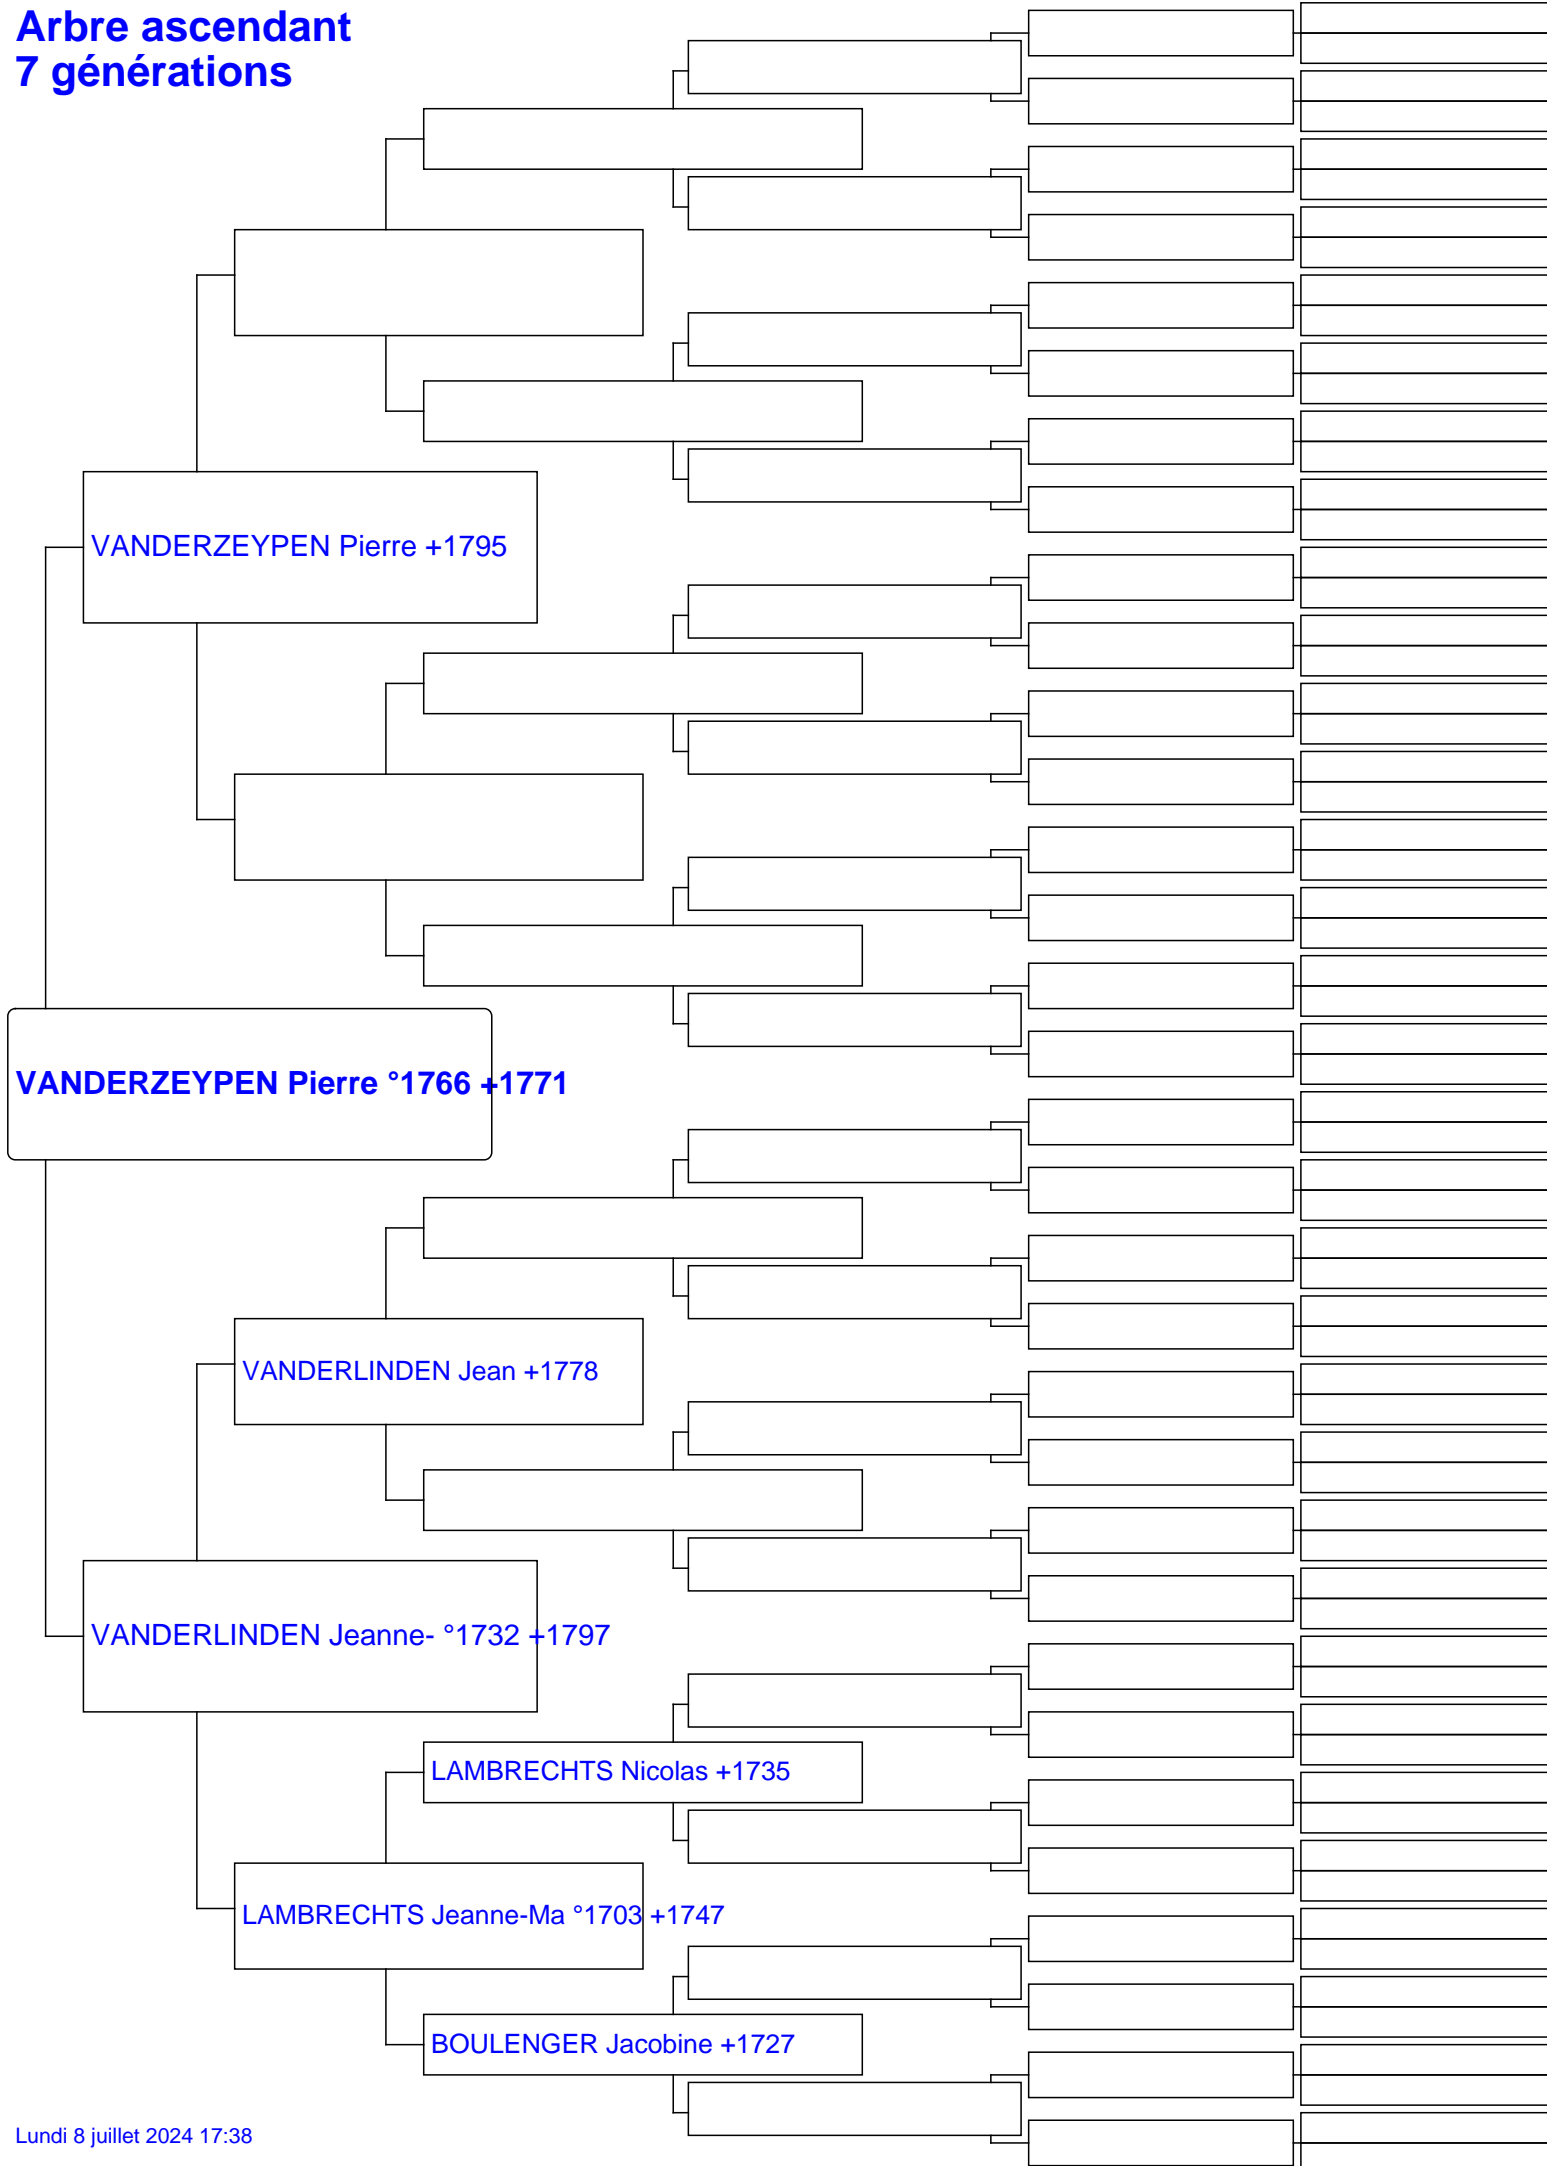 Arbre ascendant
7 générations
VANDERZEYPEN Pierre +1795
VANDERZEYPEN Pierre °1766 +1771
VANDERLINDEN Jean +1778
VANDERLINDEN Jeanne- °1732 +1797
LAMBRECHTS Nicolas +1735
LAMBRECHTS Jeanne-Ma °1703 +1747
BOULENGER Jacobine +1727
Lundi 8 juillet 2024 17:38